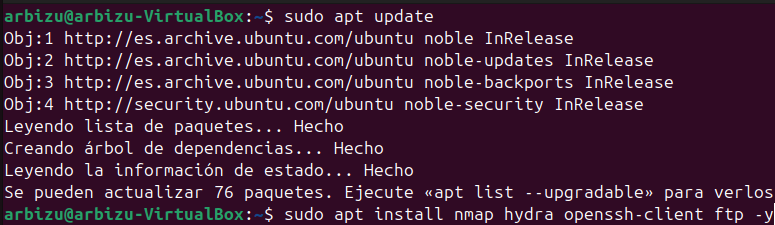 arbizu@arbizu-VirtualBox:~$ sudo apt update
Obj:1 http://es.archive.ubuntu.com/ubuntu noble InRelease
Obj:2 http://es.archive.ubuntu.com/ubuntu noble-updates InRelease
Obj:3 http://es.archive.ubuntu.com/ubuntu noble-backports InRelease
Obj:4 http://security.ubuntu.com/ubuntu noble-security InRelease
Leyendo lista de paquetes... Hecho
Creando árbol de dependencias... Hecho
Leyendo la información de estado... Hecho
Se pueden actualizar 76 paquetes. Ejecute «apt list --upgradable» para verlos
arbizu@arbizu-VirtualBox:~$ sudo apt install nmap hydra openssh-client ftp -y